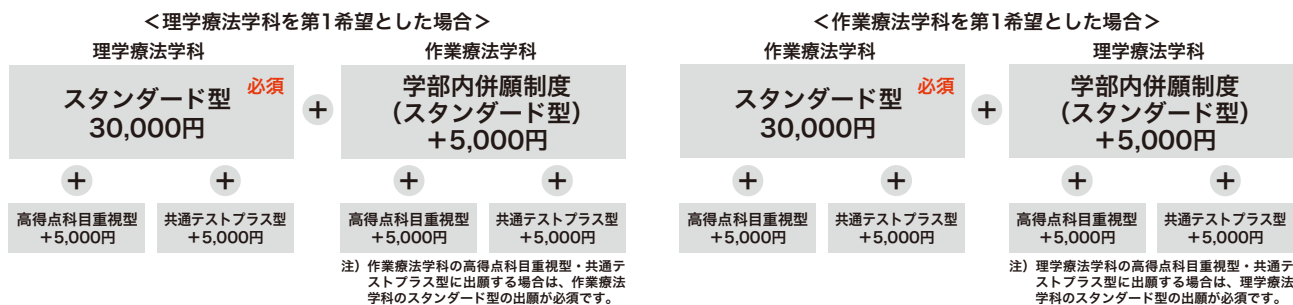 ＜理学療法学科を第1希望とした場合＞
理学療法学科
スタンダード型
必須
30,000円
+
作業療法学科
学部内併願制度
（スタンダード型）
＋5,000円
+
+
高得点科目重視型
＋5,000円
共通テストプラス型
＋5,000円
+
+
高得点科目重視型
＋5,000円
共通テストプラス型
＋5,000円
注）作業療法学科の高得点科目重視型・共通テ
ストプラス型に出願する場合は、作業療法
学科のスタンダード型の出願が必須です。
＜作業療法学科を第1希望とした場合＞
作業療法学科
スタンダード型
必須
30,000円
+
理学療法学科
学部内併願制度
（スタンダード型）
＋5,000円
+
+
高得点科目重視型
＋5,000円
共通テストプラス型
＋5,000円
+
+
高得点科目重視型
＋5,000円
共通テストプラス型
＋5,000円
注）理学療法学科の高得点科目重視型・共通テ
ストプラス型に出願する場合は、理学療法
学科のスタンダード型の出願が必須です。